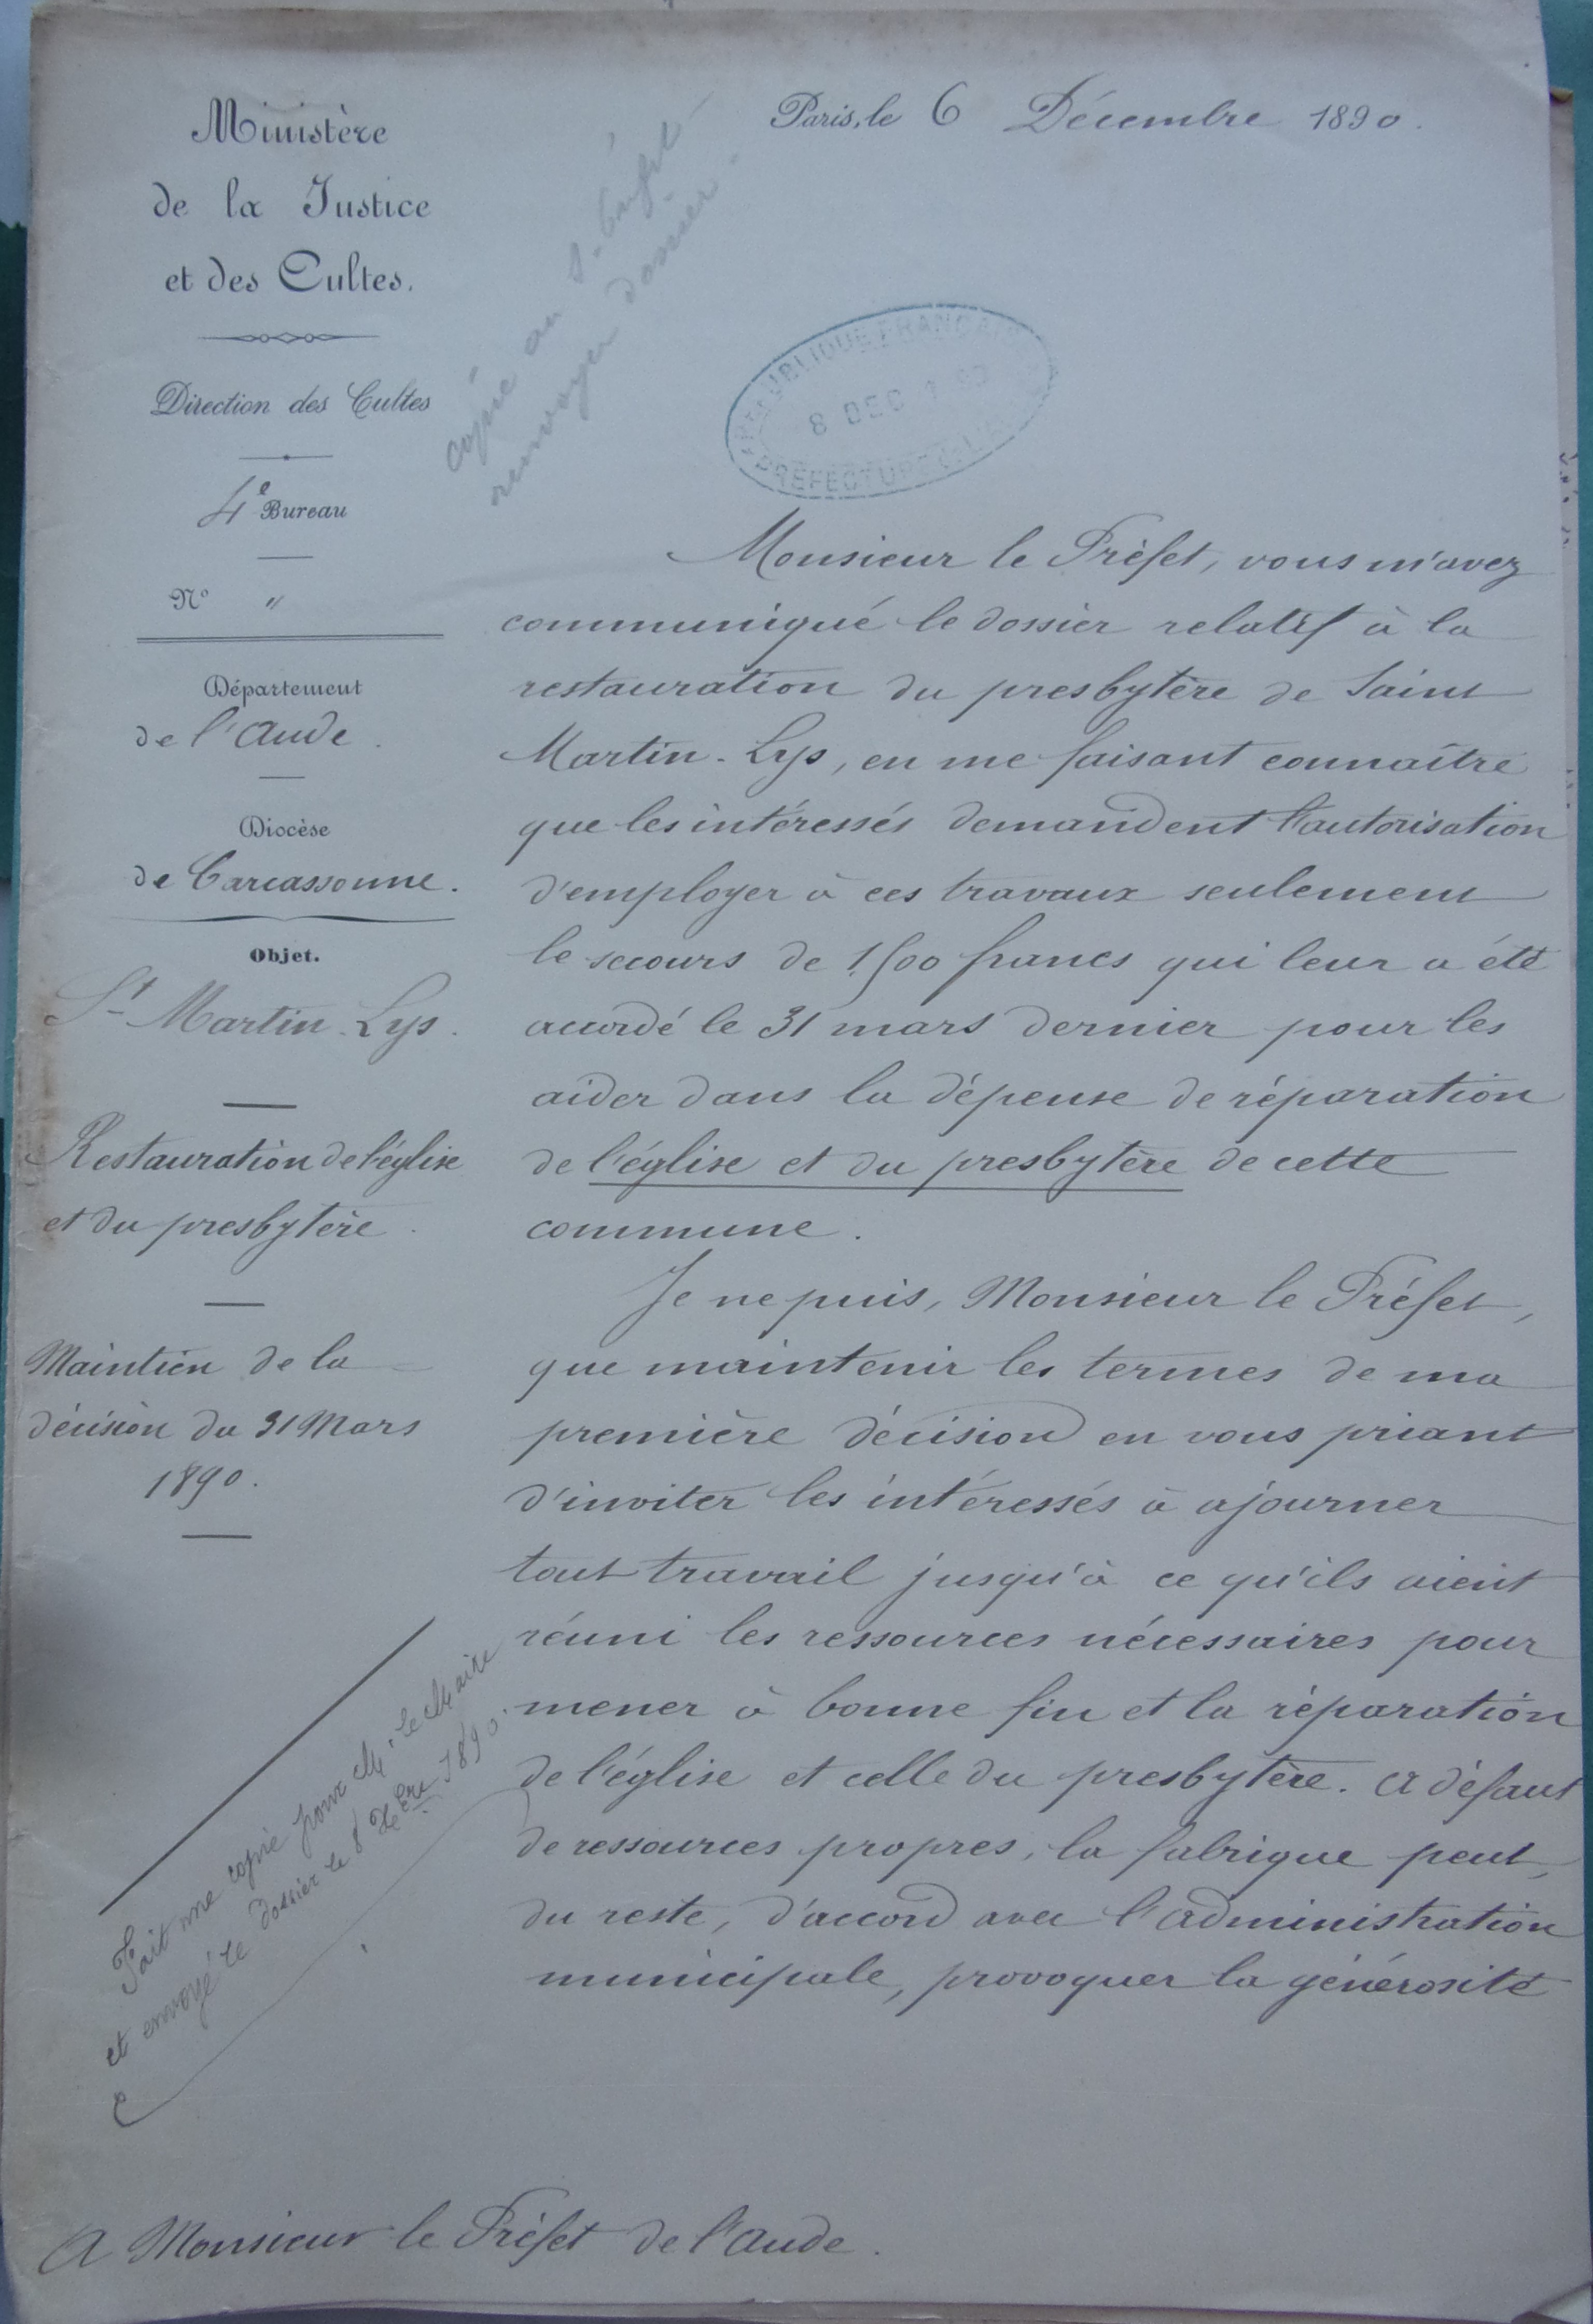 Ministère
de la Justice
et des Cultes.
Direction des Cultes
4e Bureau
No "
Département
de l'Aude.
Diocèse
de Carcassonne.
Objet.
St Martin-Lys.
Restauration de l'église
et du presbytère.
Maintien de la
décision du 31 Mars
1890.
Fait une copie pour M. le Maire
et envoyé le dossier le 8 Xbre 1890.
Paris, le 6 Décembre 1890.
copie au S-Préfet
renvoyer dossier.
RÉPUBLIQUE FRANÇAISE
8 DEC
PRÉFECTURE
Monsieur le Préfet, vous m'avez
communiqué le dossier relatif à la
restauration du presbytère de Saint
Martin-Lys, en me faisant connaître
que les intéressés demandent l'autorisation
d'employer à ces travaux seulement
le secours de 1,500 francs qui leur a été
accordé le 31 mars dernier pour les
aider dans la dépense de réparation
de l'église et du presbytère de cette
commune.
Je ne puis, Monsieur le Préfet,
que maintenir les termes de ma
première décision en vous priant
d'inviter les intéressés à ajourner
tout travail jusqu'à ce qu'ils aient
réuni les ressources nécessaires pour
mener à bonne fin et la réparation
de l'église et celle du presbytère. A défaut
de ressources propres, la fabrique peut,
du reste, d'accord avec l'administration
municipale, provoquer la générosité
A Monsieur le Préfet de l'Aude.